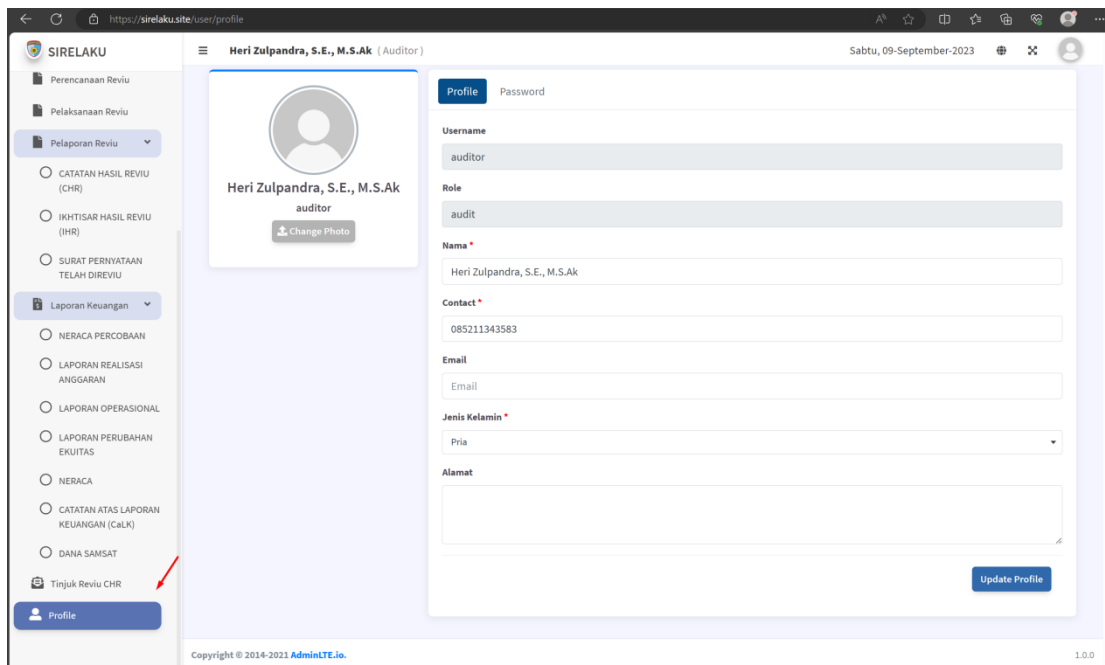 https://sirelaku.site/user/profile
SIRELAKU
Heri Zulpandra, S.E., M.S.Ak (Auditor)
Sabtu, 09-September-2023
Perencanaan Reviu
Pelaksanaan Reviu
Pelaporan Reviu
CATATAN HASIL REVIU
(CHR)
IKHTISAR HASIL REVIU
(IHR)
SURAT PERNYATAAN
TELAH DIREVIU
Laporan Keuangan
NERACA PERCOBAAN
LAPORAN REALISASI
ANGGARAN
LAPORAN OPERASIONAL
LAPORAN PERUBAHAN
EKUITAS
NERACA
CATATAN ATAS LAPORAN
KEUANGAN (CaLK)
DANA SAMSAT
Tinjuk Reviu CHR
Profile
Heri Zulpandra, S.E., M.S.Ak
auditor
Change Photo
Profile
Password
Username
auditor
Role
audit
Nama *
Heri Zulpandra, S.E., M.S.Ak
Contact *
085211343583
Email
Email
Jenis Kelamin *
Pria
Alamat
Update Profile
Copyright © 2014-2021 AdminLTE.io.
1.0.0